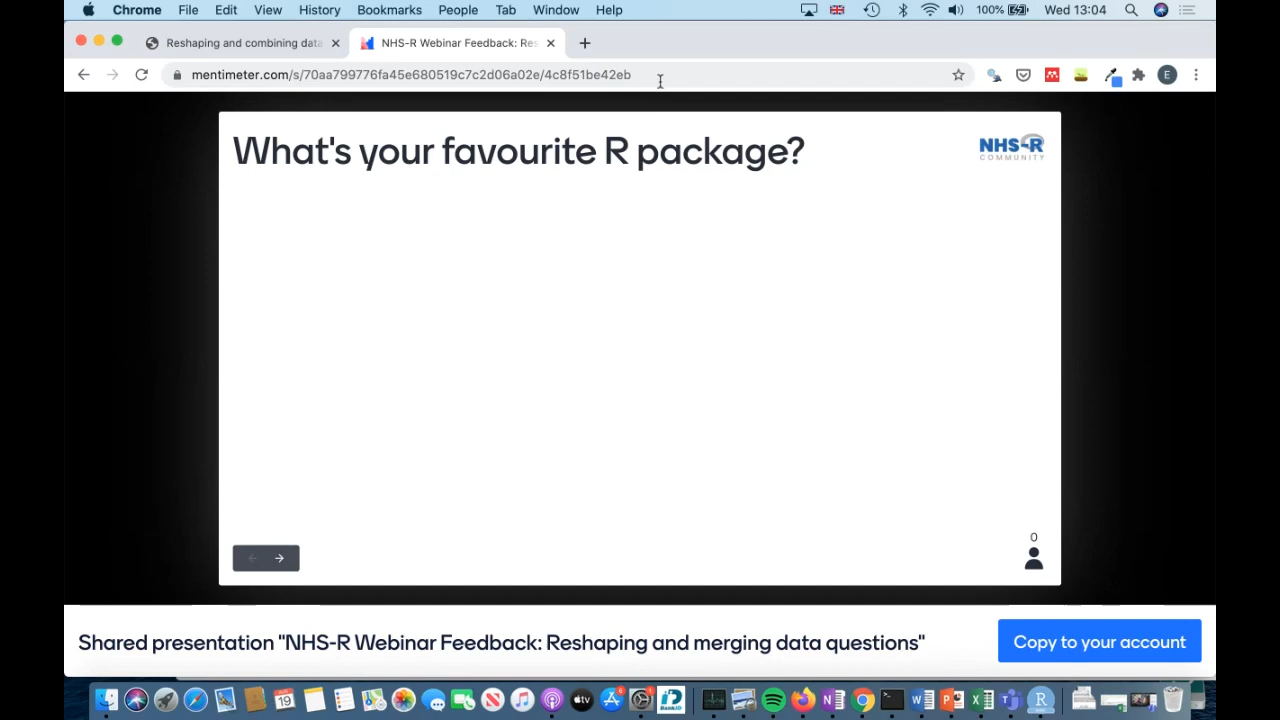 Chrome File Edit View History Bookmarks People Tab Window Help 100% Wed 13:04
Reshaping and combining data
NHS-R Webinar Feedback: Res
mentimeter.com/s/70aa799776fa45e680519c7c2d06a02e/4c8f51be42eb
E
What's your favourite R package?
NHS-R
COMMUNITY
0
Shared presentation "NHS-R Webinar Feedback: Reshaping and merging data questions"
Copy to your account